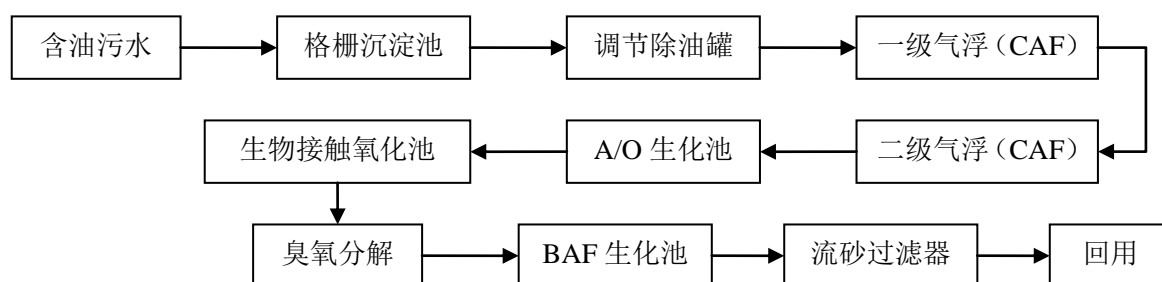 含油污水
格栅沉淀池
调节除油罐
一级气浮（CAF）
二级气浮（CAF）
A/O 生化池
生物接触氧化池
臭氧分解
BAF 生化池
流砂过滤器
回用